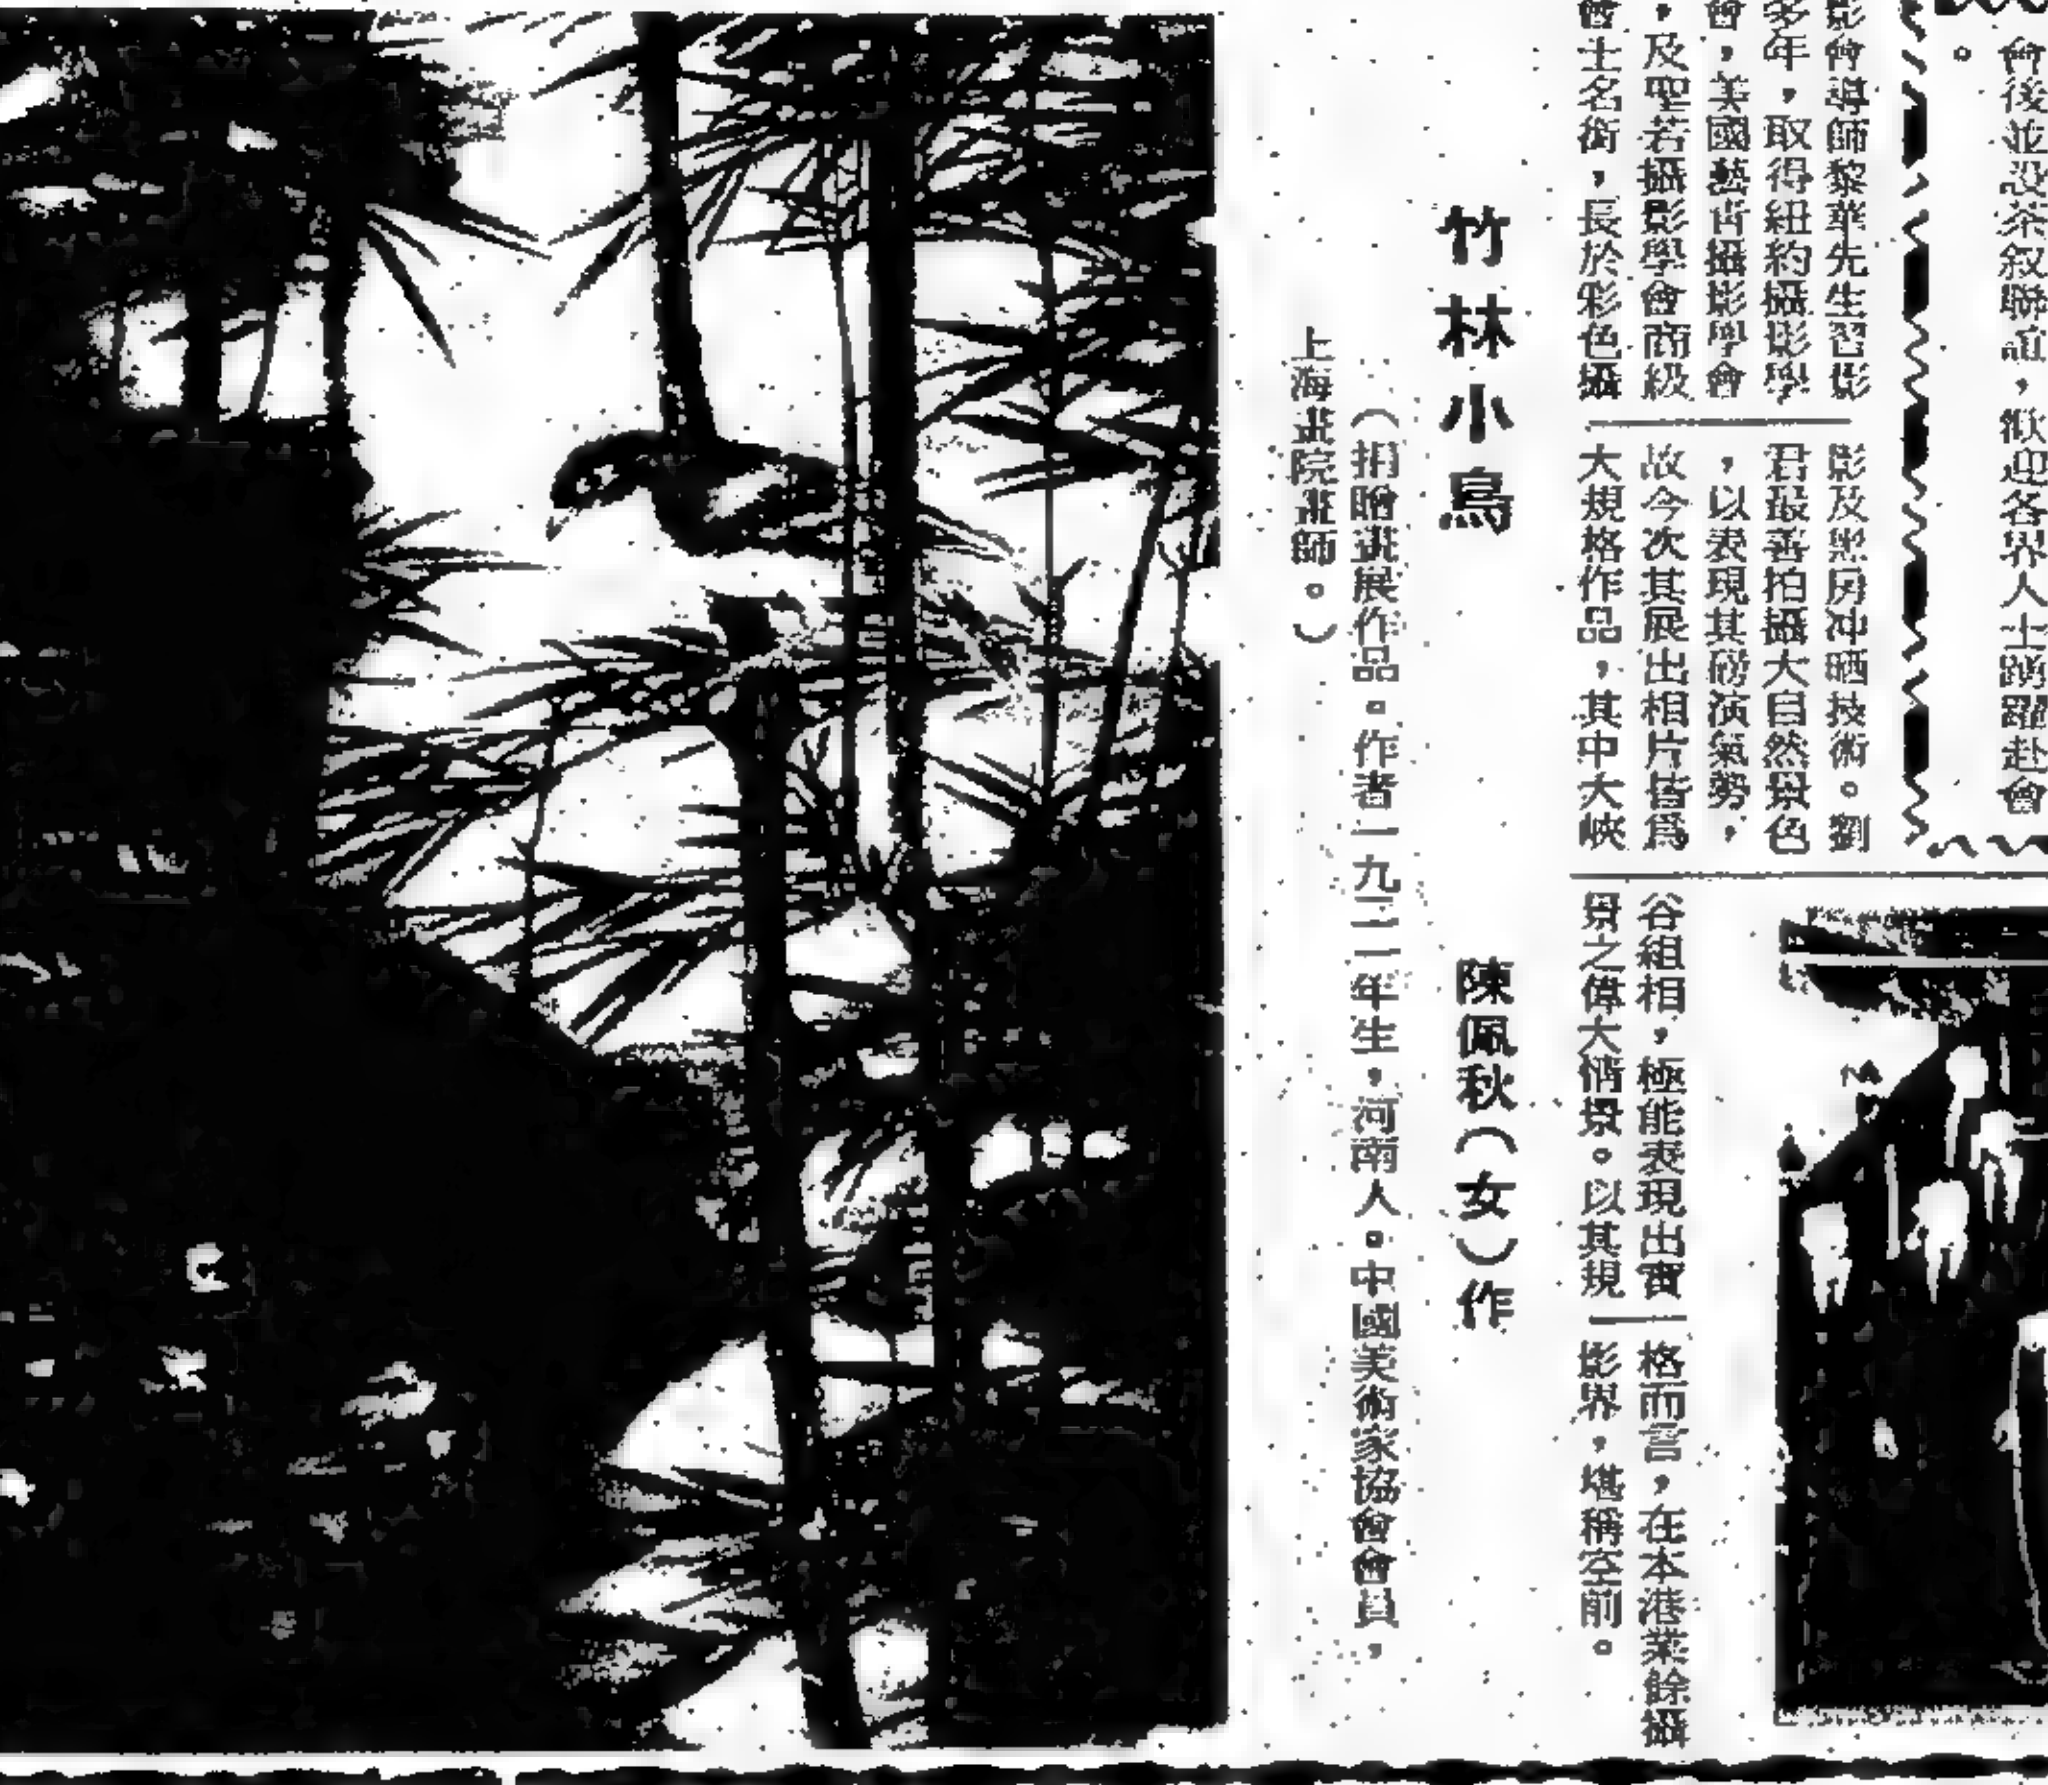 會後並設茶敘聯誼，歡迎各界人士踴躍赴會
。
影會導師黎華先生習影
多年，取得紐約攝影學
會，美國藝術攝影學會
，及聖若攝影學會商級
會士名銜，長於彩色攝
影及黑房冲晒技術。劉
君最善拍攝大自然景色
，以表現其磅演氣勢，
故今次其展出相片皆爲
大規格作品，其中大峽
谷組相，極能表現出實
景之偉大情景。以其規
格而言，在本港業餘攝
影界，堪稱空前。
竹林小鳥
陳佩秋（女）作
（捐贈畫展作品。作者一九二二年生，河南人。中國美術家協會會員，
上海畫院畫師。）